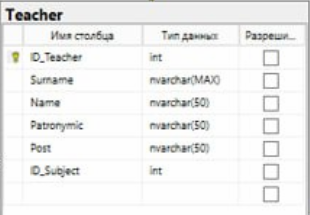 Teacher
Имя столбца Тип данных Разреши...
ID_Teacher int
Surname nvarchar(MAX)
Name nvarchar(50)
Patronymic nvarchar(50)
Post nvarchar(50)
ID_Subject int